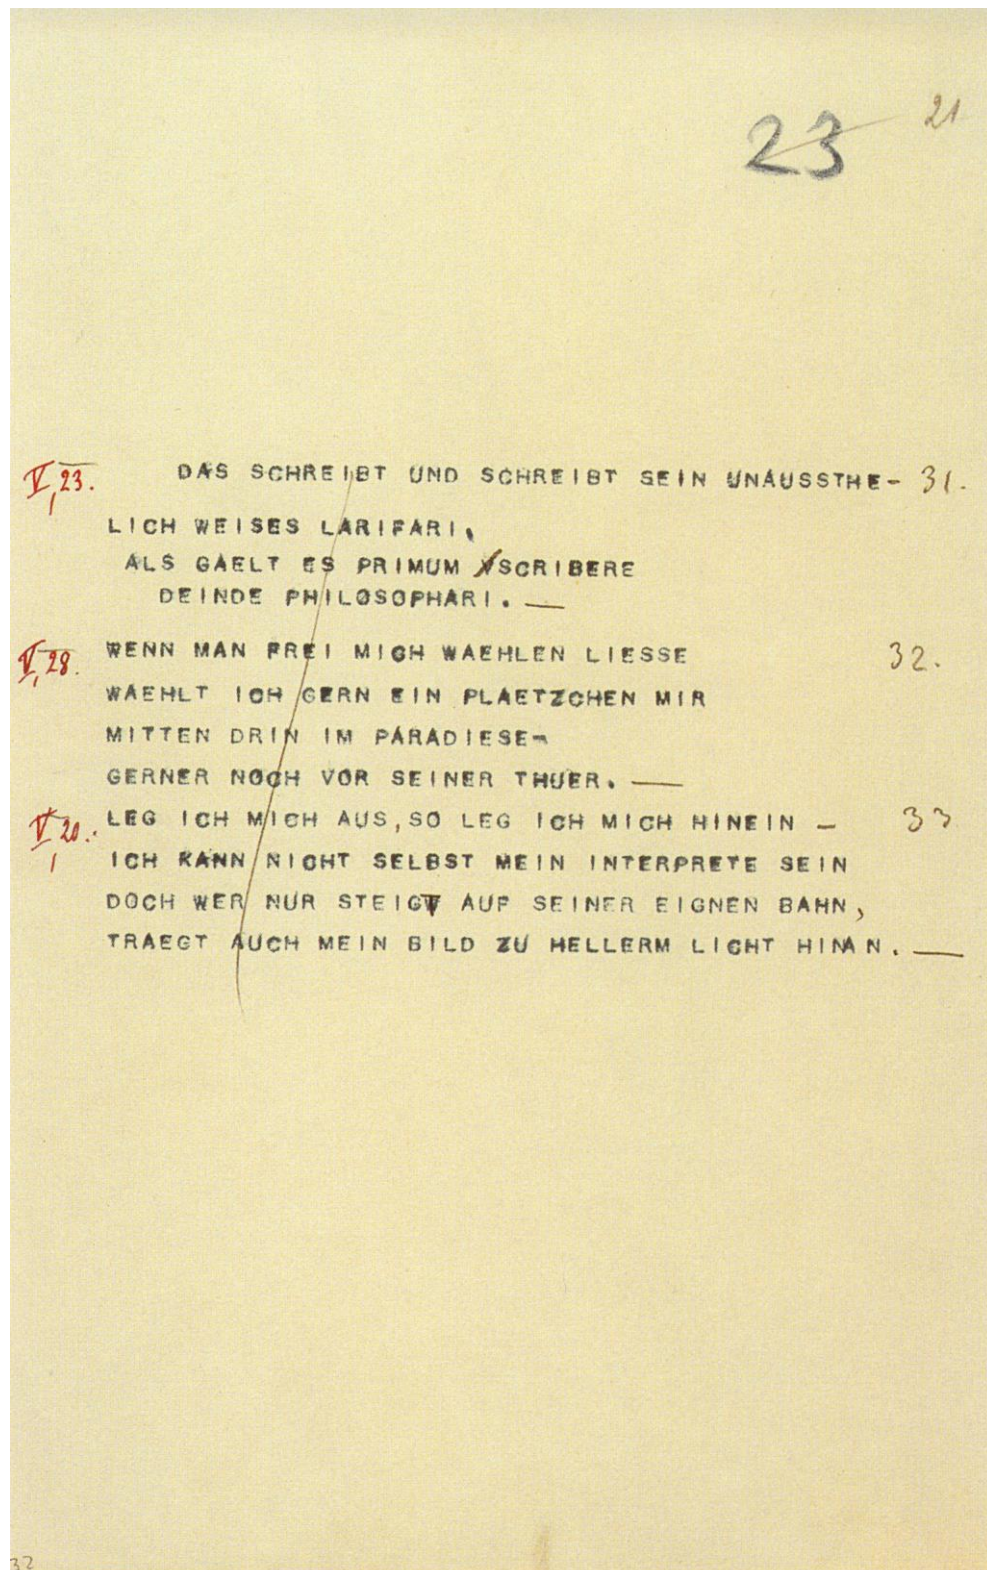 23 21
V,23. DAS SCHREIBT UND SCHREIBT SEIN UNAUSSTHE- 31.
LICH WEISES LARIFARI,
ALS GAELT ES PRIMUM SCRIBERE
DEINDE PHILOSOPHARI. —
V,28. WENN MAN FREI MICH WAEHLEN LIESSE 32.
WAEHLT ICH GERN EIN PLAETZCHEN MIR
MITTEN DRIN IM PARADIESE-
GERNER NOCH VOR SEINER THUER. —
V,20. LEG ICH MICH AUS, SO LEG ICH MICH HINEIN — 33
ICH KANN NICHT SELBST MEIN INTERPRETE SEIN
DOCH WER NUR STEIGT AUF SEINER EIGNEN BAHN,
TRAEGT AUCH MEIN BILD ZU HELLERM LICHT HINAN. —
32